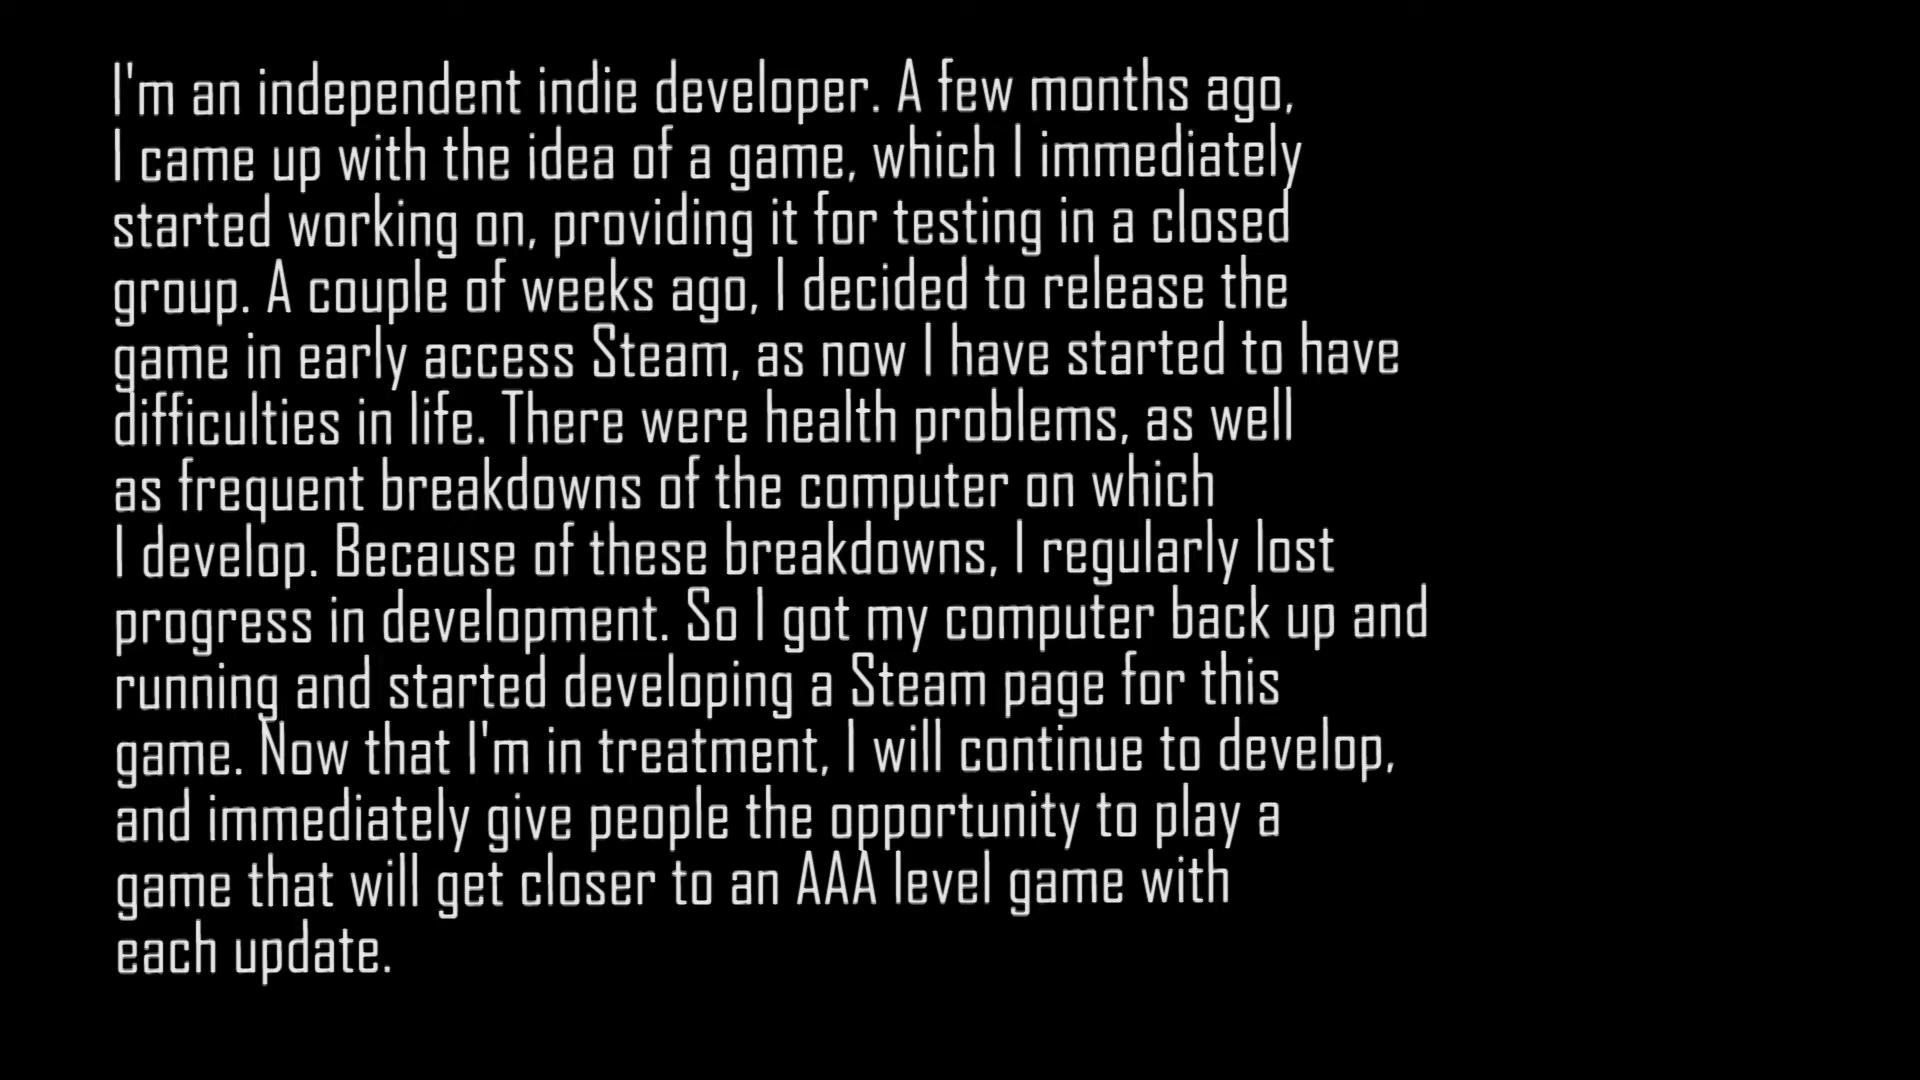 I'm an independent indie developer. A few months ago,
I came up with the idea of a game, which I immediately
started working on, providing it for testing in a closed
group. A couple of weeks ago, I decided to release the
game in early access Steam, as now I have started to have
difficulties in life. There were health problems, as well
as frequent breakdowns of the computer on which
I develop. Because of these breakdowns, I regularly lost
progress in development. So I got my computer back up and
running and started developing a Steam page for this
game. Now that I'm in treatment, I will continue to develop,
and immediately give people the opportunity to play a
game that will get closer to an AAA level game with
each update.